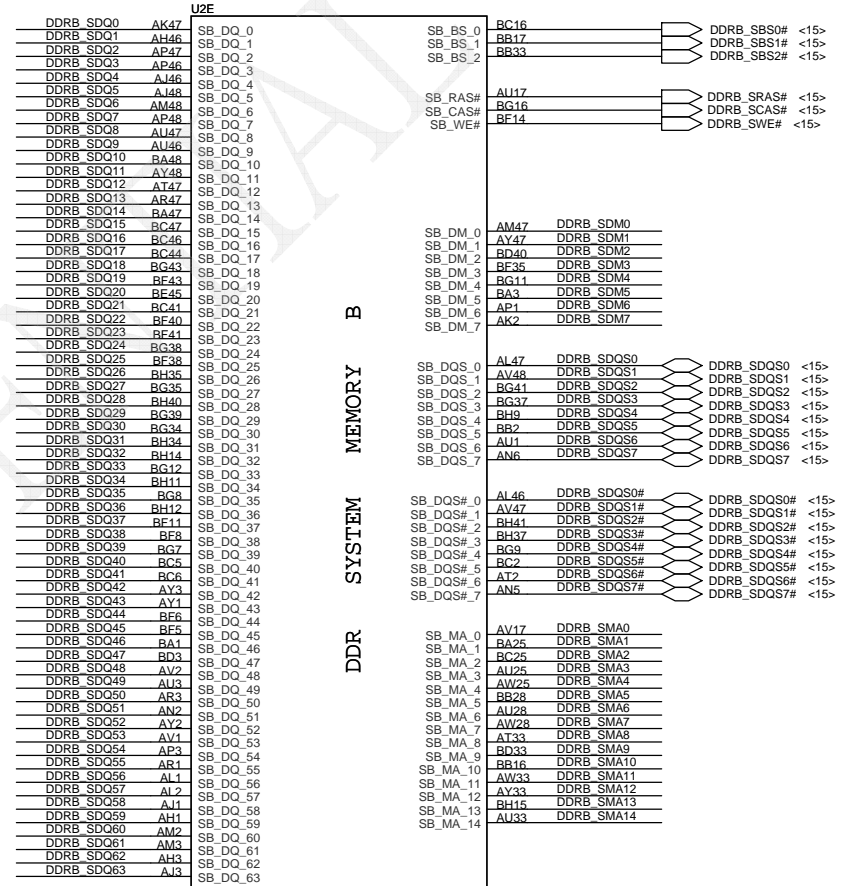 U2E
DDRB_SDQ0 AK47 SB_DQ_0
DDRB_SDQ1 AH46 SB_DQ_1
DDRB_SDQ2 AP47 SB_DQ_2
DDRB_SDQ3 AP46 SB_DQ_3
DDRB_SDQ4 AJ46 SB_DQ_4
DDRB_SDQ5 AJ48 SB_DQ_5
DDRB_SDQ6 AM48 SB_DQ_6
DDRB_SDQ7 AP48 SB_DQ_7
DDRB_SDQ8 AU47 SB_DQ_8
DDRB_SDQ9 AU46 SB_DQ_9
DDRB_SDQ10 BA48 SB_DQ_10
DDRB_SDQ11 AY48 SB_DQ_11
DDRB_SDQ12 AT47 SB_DQ_12
DDRB_SDQ13 AR47 SB_DQ_13
DDRB_SDQ14 BA47 SB_DQ_14
DDRB_SDQ15 BC47 SB_DQ_15
DDRB_SDQ16 BC46 SB_DQ_16
DDRB_SDQ17 BC44 SB_DQ_17
DDRB_SDQ18 BG43 SB_DQ_18
DDRB_SDQ19 BF43 SB_DQ_19
DDRB_SDQ20 BE45 SB_DQ_20
DDRB_SDQ21 BC41 SB_DQ_21
DDRB_SDQ22 BF40 SB_DQ_22
DDRB_SDQ23 BF41 SB_DQ_23
DDRB_SDQ24 BG38 SB_DQ_24
DDRB_SDQ25 BF38 SB_DQ_25
DDRB_SDQ26 BH35 SB_DQ_26
DDRB_SDQ27 BG35 SB_DQ_27
DDRB_SDQ28 BH40 SB_DQ_28
DDRB_SDQ29 BG39 SB_DQ_29
DDRB_SDQ30 BG34 SB_DQ_30
DDRB_SDQ31 BH34 SB_DQ_31
DDRB_SDQ32 BH14 SB_DQ_32
DDRB_SDQ33 BG12 SB_DQ_33
DDRB_SDQ34 BH11 SB_DQ_34
DDRB_SDQ35 BG8 SB_DQ_35
DDRB_SDQ36 BH12 SB_DQ_36
DDRB_SDQ37 BF11 SB_DQ_37
DDRB_SDQ38 BF8 SB_DQ_38
DDRB_SDQ39 BG7 SB_DQ_39
DDRB_SDQ40 BC5 SB_DQ_40
DDRB_SDQ41 BC6 SB_DQ_41
DDRB_SDQ42 AY3 SB_DQ_42
DDRB_SDQ43 AY1 SB_DQ_43
DDRB_SDQ44 BF6 SB_DQ_44
DDRB_SDQ45 BF5 SB_DQ_45
DDRB_SDQ46 BA1 SB_DQ_46
DDRB_SDQ47 BD3 SB_DQ_47
DDRB_SDQ48 AV2 SB_DQ_48
DDRB_SDQ49 AU3 SB_DQ_49
DDRB_SDQ50 AR3 SB_DQ_50
DDRB_SDQ51 AN2 SB_DQ_51
DDRB_SDQ52 AY2 SB_DQ_52
DDRB_SDQ53 AV1 SB_DQ_53
DDRB_SDQ54 AP3 SB_DQ_54
DDRB_SDQ55 AR1 SB_DQ_55
DDRB_SDQ56 AL1 SB_DQ_56
DDRB_SDQ57 AL2 SB_DQ_57
DDRB_SDQ58 AJ1 SB_DQ_58
DDRB_SDQ59 AH1 SB_DQ_59
DDRB_SDQ60 AM2 SB_DQ_60
DDRB_SDQ61 AM3 SB_DQ_61
DDRB_SDQ62 AH3 SB_DQ_62
DDRB_SDQ63 AJ3 SB_DQ_63
DDR SYSTEM MEMORY B
SB_BS_0 BC16 DDRB_SBS0# <15>
SB_BS_1 BB17 DDRB_SBS1# <15>
SB_BS_2 BB33 DDRB_SBS2# <15>
SB_RAS# AU17 DDRB_SRAS# <15>
SB_CAS# BG16 DDRB_SCAS# <15>
SB_WE# BF14 DDRB_SWE# <15>
SB_DM_0 AM47 DDRB_SDM0
SB_DM_1 AY47 DDRB_SDM1
SB_DM_2 BD40 DDRB_SDM2
SB_DM_3 BF35 DDRB_SDM3
SB_DM_4 BG11 DDRB_SDM4
SB_DM_5 BA3 DDRB_SDM5
SB_DM_6 AP1 DDRB_SDM6
SB_DM_7 AK2 DDRB_SDM7
SB_DQS_0 AL47 DDRB_SDQS0 DDRB_SDQS0 <15>
SB_DQS_1 AV48 DDRB_SDQS1 DDRB_SDQS1 <15>
SB_DQS_2 BG41 DDRB_SDQS2 DDRB_SDQS2 <15>
SB_DQS_3 BG37 DDRB_SDQS3 DDRB_SDQS3 <15>
SB_DQS_4 BH9 DDRB_SDQS4 DDRB_SDQS4 <15>
SB_DQS_5 BB2 DDRB_SDQS5 DDRB_SDQS5 <15>
SB_DQS_6 AU1 DDRB_SDQS6 DDRB_SDQS6 <15>
SB_DQS_7 AN6 DDRB_SDQS7 DDRB_SDQS7 <15>
SB_DQS#_0 AL46 DDRB_SDQS0# DDRB_SDQS0# <15>
SB_DQS#_1 AV47 DDRB_SDQS1# DDRB_SDQS1# <15>
SB_DQS#_2 BH41 DDRB_SDQS2# DDRB_SDQS2# <15>
SB_DQS#_3 BH37 DDRB_SDQS3# DDRB_SDQS3# <15>
SB_DQS#_4 BG9 DDRB_SDQS4# DDRB_SDQS4# <15>
SB_DQS#_5 BC2 DDRB_SDQS5# DDRB_SDQS5# <15>
SB_DQS#_6 AT2 DDRB_SDQS6# DDRB_SDQS6# <15>
SB_DQS#_7 AN5 DDRB_SDQS7# DDRB_SDQS7# <15>
SB_MA_0 AV17 DDRB_SMA0
SB_MA_1 BA25 DDRB_SMA1
SB_MA_2 BC25 DDRB_SMA2
SB_MA_3 AU25 DDRB_SMA3
SB_MA_4 AW25 DDRB_SMA4
SB_MA_5 BB28 DDRB_SMA5
SB_MA_6 AU28 DDRB_SMA6
SB_MA_7 AW28 DDRB_SMA7
SB_MA_8 AT33 DDRB_SMA8
SB_MA_9 BD33 DDRB_SMA9
SB_MA_10 BB16 DDRB_SMA10
SB_MA_11 AW33 DDRB_SMA11
SB_MA_12 AY33 DDRB_SMA12
SB_MA_13 BH15 DDRB_SMA13
SB_MA_14 AU33 DDRB_SMA14